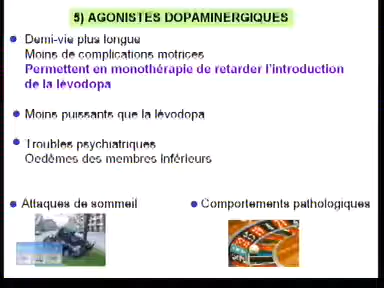 5) AGONISTES DOPAMINERGIQUES
● Demi-vie plus longue
Moins de complications motrices
Permettent en monothérapie de retarder l'introduction
de la lévodopa
● Moins puissants que la lévodopa
● Troubles psychiatriques
Oedèmes des membres inférieurs
● Attaques de sommeil
● Comportements pathologiques